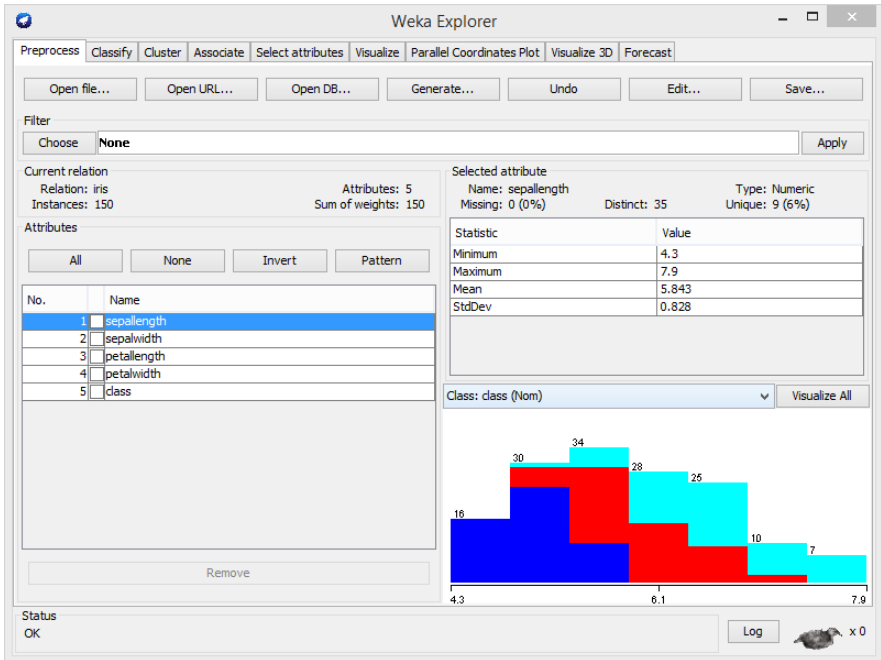 Weka Explorer
Preprocess Classify Cluster Associate Select attributes Visualize Parallel Coordinates Plot Visualize 3D Forecast
Open file... Open URL... Open DB... Generate... Undo Edit... Save...
Filter
Choose None Apply
Current relation
Relation: iris Attributes: 5
Instances: 150 Sum of weights: 150
Attributes
All None Invert Pattern
No. Name
1 sepallength
2 sepalwidth
3 petallength
4 petalwidth
5 class
Remove
Selected attribute
Name: sepallength Type: Numeric
Missing: 0 (0%) Distinct: 35 Unique: 9 (6%)
Statistic Value
Minimum 4.3
Maximum 7.9
Mean 5.843
StdDev 0.828
Class: class (Nom) Visualize All
16 30 34 28 25 10 7
4.3 6.1 7.9
Status
OK Log x 0